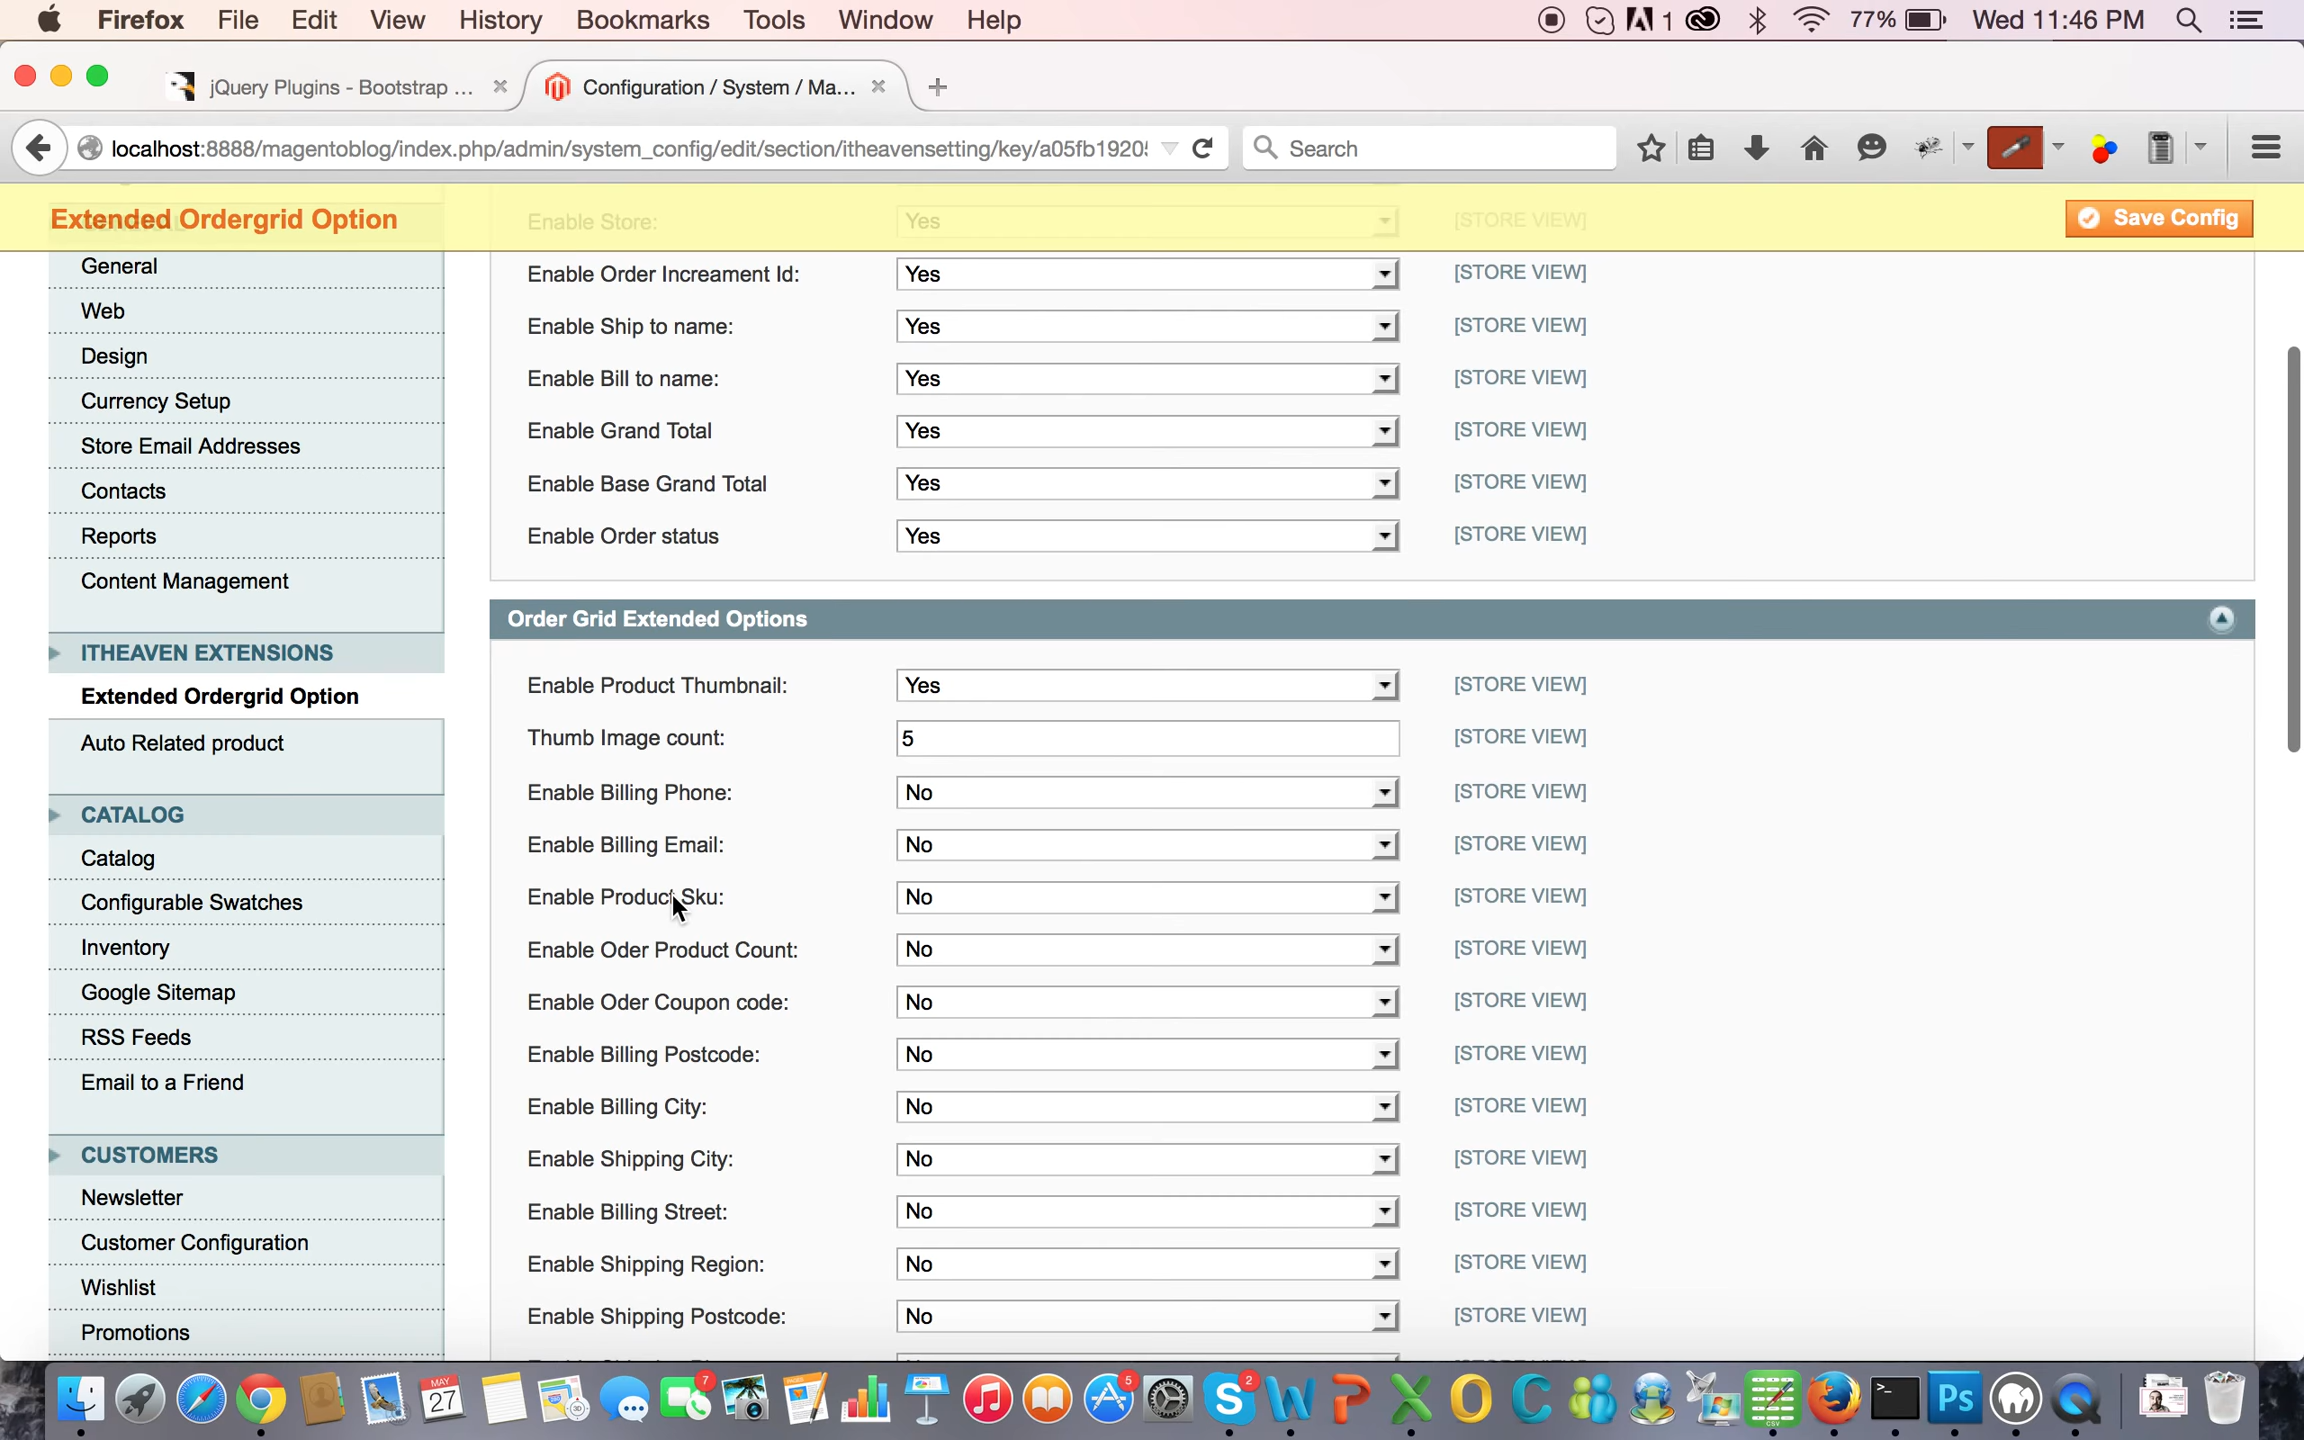 Firefox File Edit View History Bookmarks Tools Window Help 1 77% Wed 11:46 PM
jQuery Plugins - Bootstrap ... Configuration / System / Ma...
localhost:8888/magentoblog/index.php/admin/system_config/edit/section/itheavensetting/key/a05fb1920 Search
Extended Ordergrid Option Save Config
Enable Store: Yes [STORE VIEW]
General
Web
Design
Currency Setup
Store Email Addresses
Contacts
Reports
Content Management
ITHEAVEN EXTENSIONS
Extended Ordergrid Option
Auto Related product
CATALOG
Catalog
Configurable Swatches
Inventory
Google Sitemap
RSS Feeds
Email to a Friend
CUSTOMERS
Newsletter
Customer Configuration
Wishlist
Promotions
Enable Order Increament Id: Yes [STORE VIEW]
Enable Ship to name: Yes [STORE VIEW]
Enable Bill to name: Yes [STORE VIEW]
Enable Grand Total Yes [STORE VIEW]
Enable Base Grand Total Yes [STORE VIEW]
Enable Order status Yes [STORE VIEW]
Order Grid Extended Options
Enable Product Thumbnail: Yes [STORE VIEW]
Thumb Image count: 5 [STORE VIEW]
Enable Billing Phone: No [STORE VIEW]
Enable Billing Email: No [STORE VIEW]
Enable Product Sku: No [STORE VIEW]
Enable Oder Product Count: No [STORE VIEW]
Enable Oder Coupon code: No [STORE VIEW]
Enable Billing Postcode: No [STORE VIEW]
Enable Billing City: No [STORE VIEW]
Enable Shipping City: No [STORE VIEW]
Enable Billing Street: No [STORE VIEW]
Enable Shipping Region: No [STORE VIEW]
Enable Shipping Postcode: No [STORE VIEW]
MAY
27
7
5
2
Ps